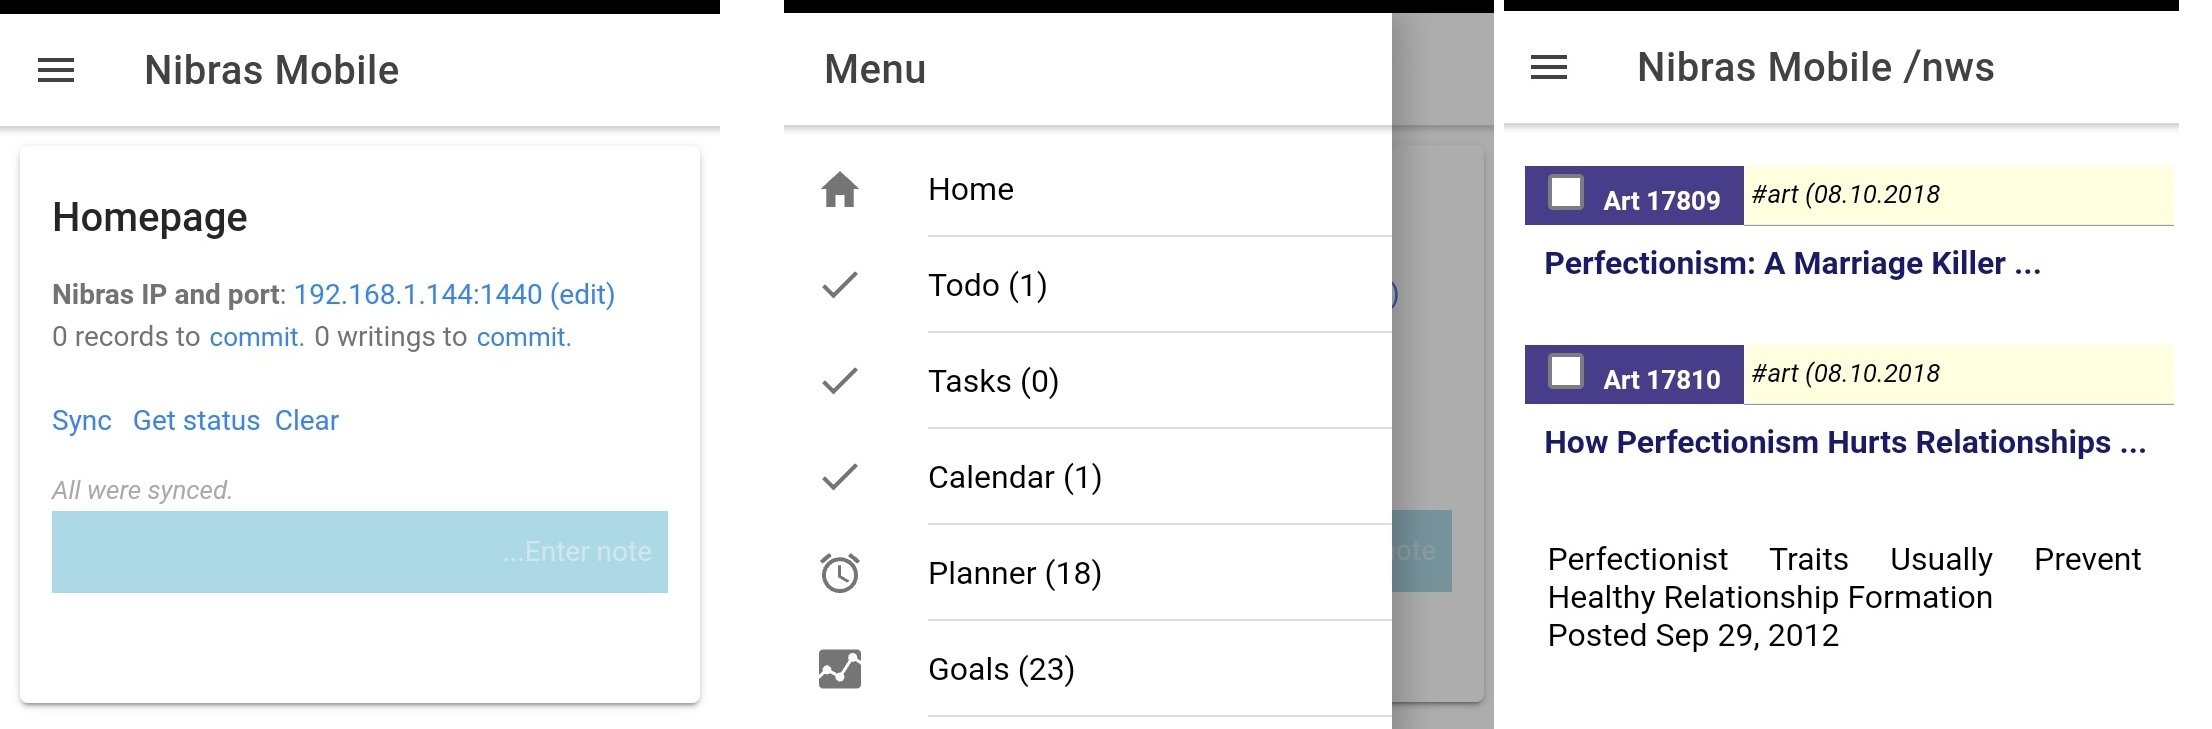 Nibras Mobile
Homepage
Nibras IP and port: 192.168.1.144:1440 (edit)
0 records to commit. 0 writings to commit.
Sync Get status Clear
All were synced.
...Enter note
Menu
Home
Todo (1)
Tasks (0)
Calendar (1)
Planner (18)
Goals (23)
)
ote
Nibras Mobile /nws
Art 17809 #art (08.10.2018
Perfectionism: A Marriage Killer ...
Art 17810 #art (08.10.2018
How Perfectionism Hurts Relationships ...
Perfectionist Traits Usually Prevent
Healthy Relationship Formation
Posted Sep 29, 2012